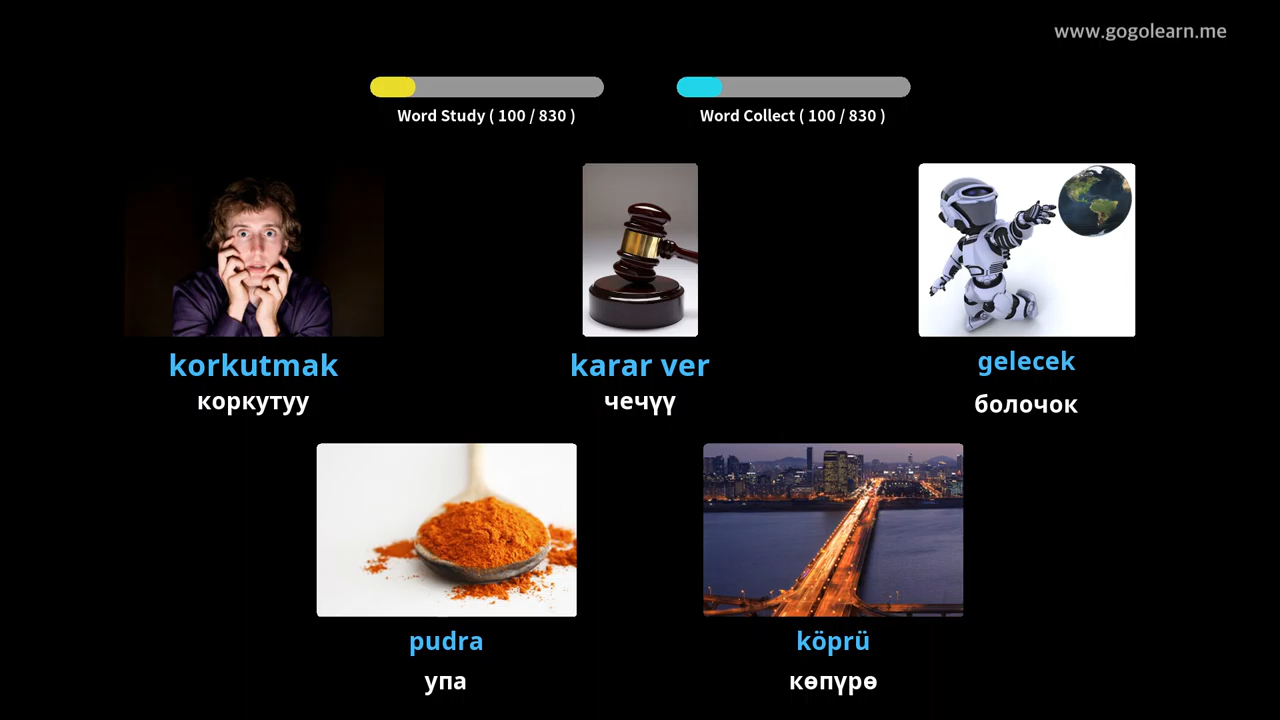 www.gogolearn.me
Word Study ( 100 / 830 )
Word Collect ( 100 / 830 )
korkutmak
коркутуу
karar ver
чечүү
gelecek
болочок
pudra
упа
köprü
көпүрө